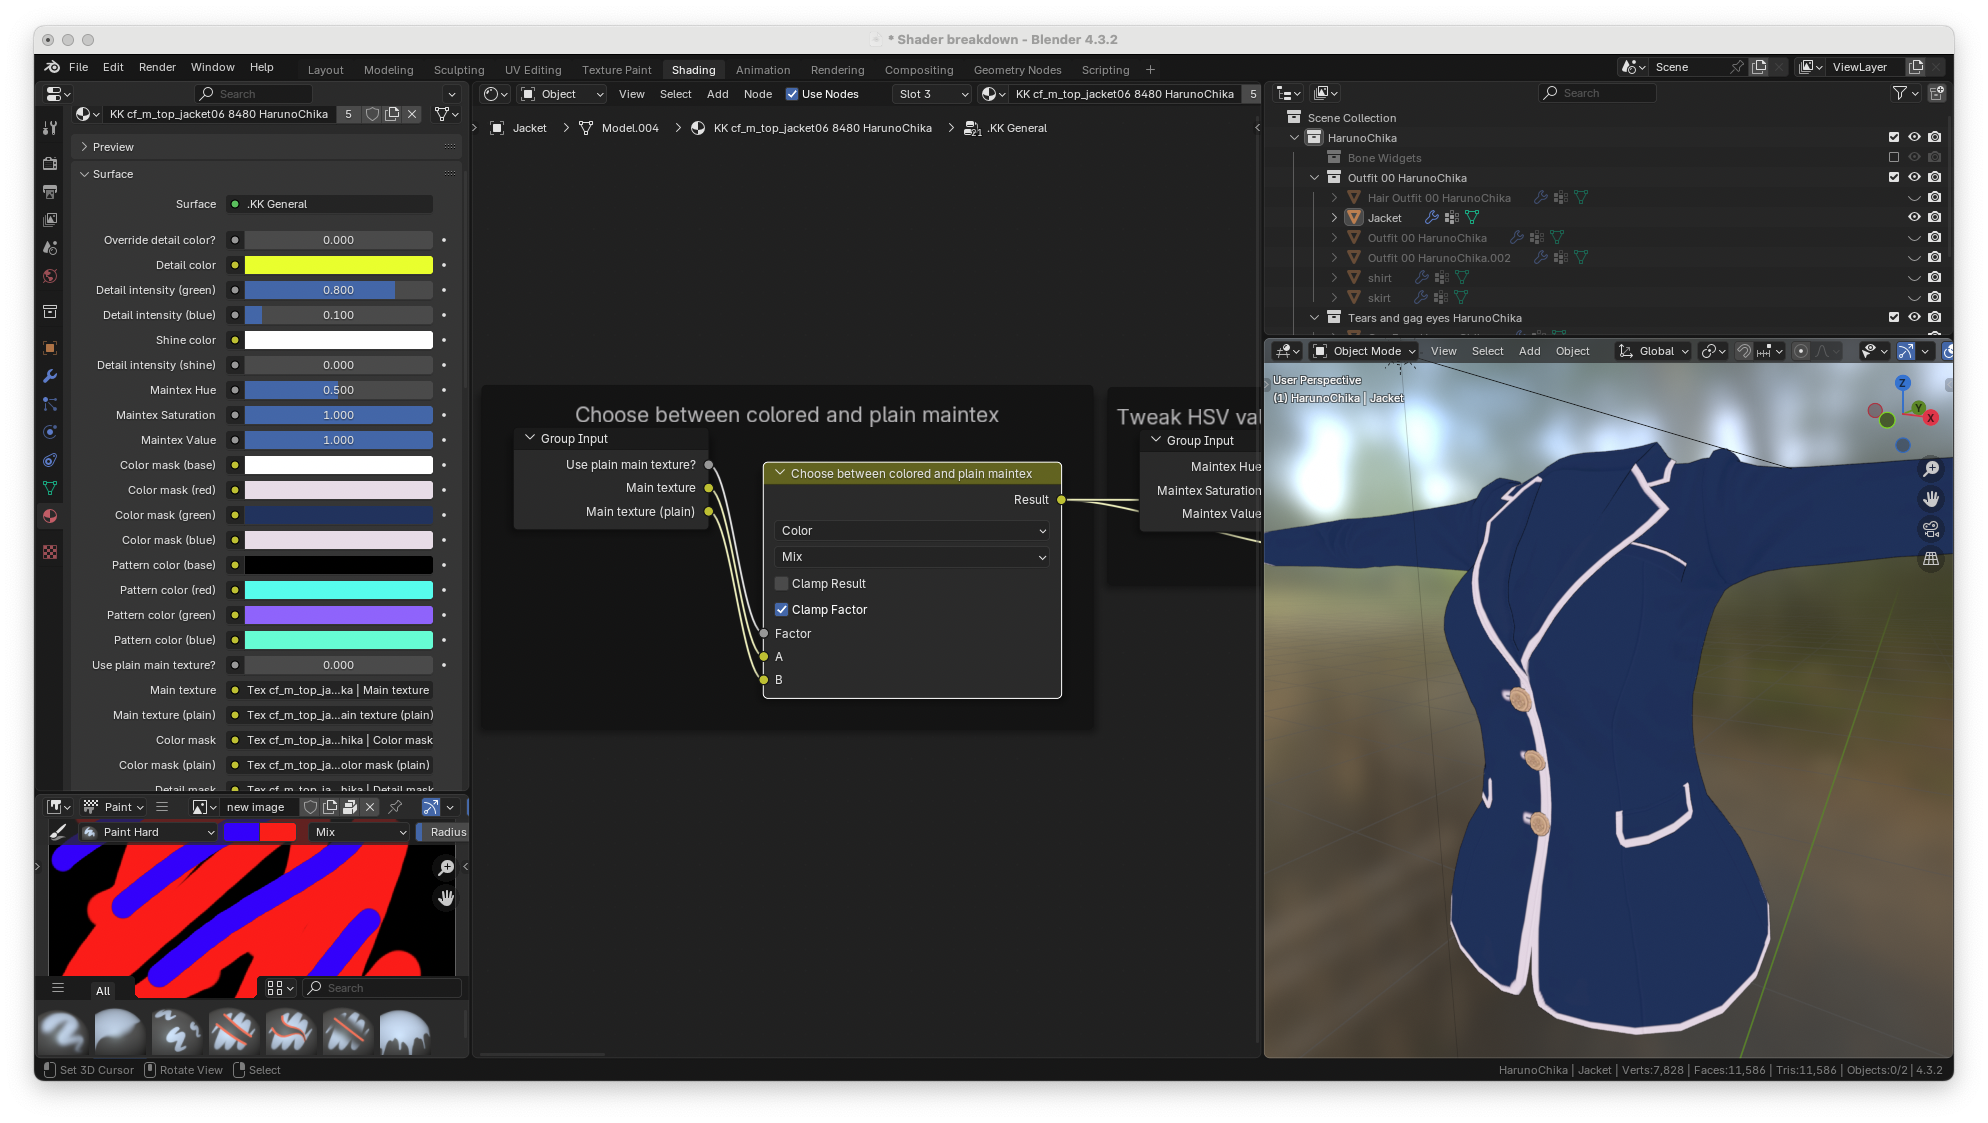 * Shader breakdown - Blender 4.3.2
File Edit Render Window Help
Layout Modeling Sculpting UV Editing Texture Paint Shading Animation Rendering Compositing Geometry Nodes Scripting +
Scene
ViewLayer
Search
KK cf_m_top_jacket06 8480 HarunoChika 5
Preview
Surface
Surface .KK General
Override detail color? 0.000
Detail color
Detail intensity (green) 0.800
Detail intensity (blue) 0.100
Shine color
Detail intensity (shine) 0.000
Maintex Hue 0.500
Maintex Saturation 1.000
Maintex Value 1.000
Color mask (base)
Color mask (red)
Color mask (green)
Color mask (blue)
Pattern color (base)
Pattern color (red)
Pattern color (green)
Pattern color (blue)
Use plain main texture? 0.000
Main texture Tex cf_m_top_ja...ka | Main texture
Main texture (plain) Tex cf_m_top_ja...ain texture (plain)
Color mask Tex cf_m_top_ja...hika | Color mask
Color mask (plain) Tex cf_m_top_ja...olor mask (plain)
Detail mask Tex cf_m_top_ja...hika | Detail mask
Paint new image
Paint Hard Mix Radius
All Search
Object View Select Add Node Use Nodes Slot 3 KK cf_m_top_jacket06 8480 HarunoChika 5
Jacket > Model.004 > KK cf_m_top_jacket06 8480 HarunoChika > .KK General
Choose between colored and plain maintex
Group Input
Use plain main texture?
Main texture
Main texture (plain)
Choose between colored and plain maintex
Result
Color
Mix
Clamp Result
Clamp Factor
Factor
A
B
Tweak HSV val
Group Input
Maintex Hue
Maintex Saturation
Maintex Value
Search
Scene Collection
HarunoChika
Bone Widgets
Outfit 00 HarunoChika
Hair Outfit 00 HarunoChika
Jacket
Outfit 00 HarunoChika
Outfit 00 HarunoChika.002
shirt
skirt
Tears and gag eyes HarunoChika
Object Mode View Select Add Object Global
User Perspective
(1) HarunoChika | Jacket
Z
Y
X
Set 3D Cursor Rotate View Select
HarunoChika | Jacket | Verts:7,828 | Faces:11,586 | Tris:11,586 | Objects:0/2 | 4.3.2